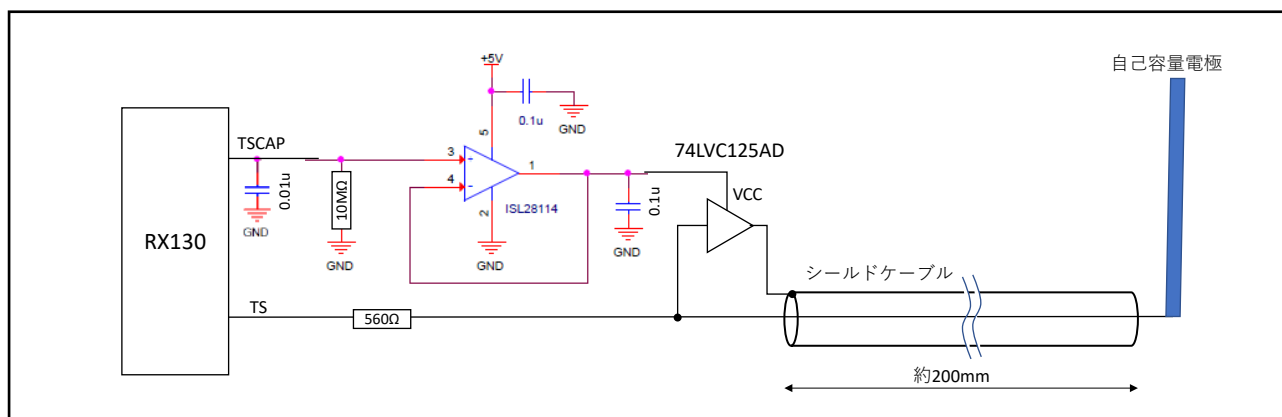 自己容量電極
+5V
0.1u
GND
5
TSCAP
3
-
1
74LVC125AD
4
-
VCC
0.01u
10MΩ
ISL28114
0.1u
2
GND
GND
GND
GND
RX130
シールドケーブル
TS
560Ω
約200mm